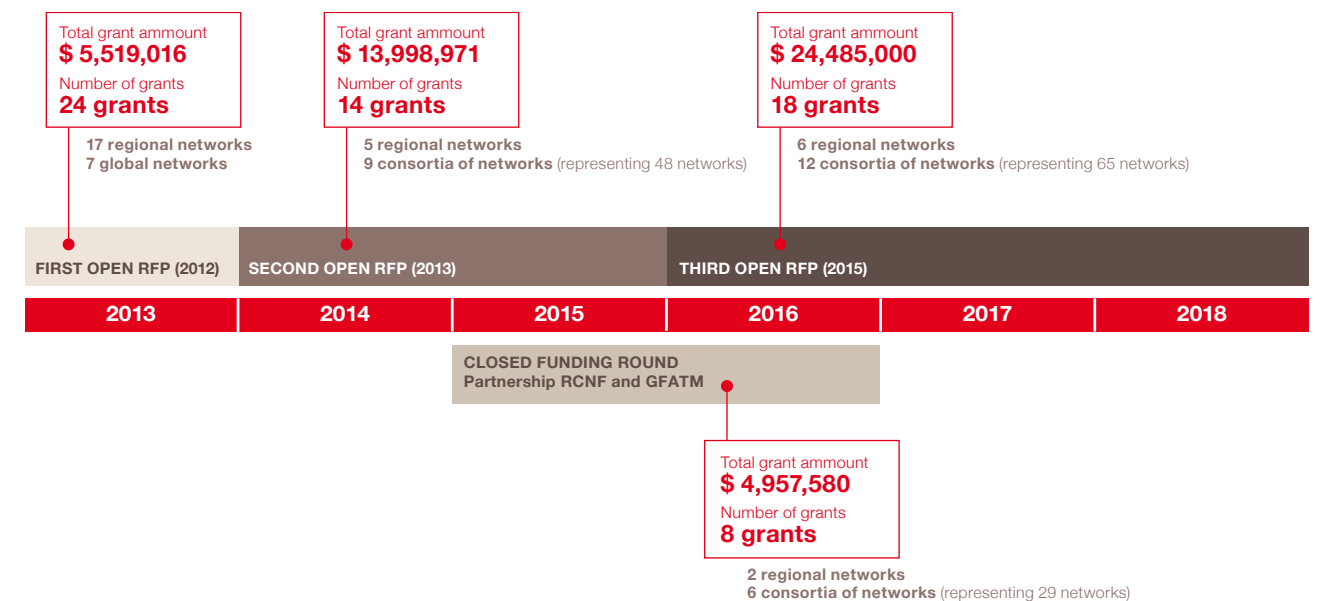 Total grant ammount
$ 5,519,016
Number of grants
24 grants
17 regional networks
7 global networks
Total grant ammount
$ 13,998,971
Number of grants
14 grants
5 regional networks
9 consortia of networks (representing 48 networks)
Total grant ammount
$ 24,485,000
Number of grants
18 grants
6 regional networks
12 consortia of networks (representing 65 networks)
FIRST OPEN RFP (2012)
SECOND OPEN RFP (2013)
THIRD OPEN RFP (2015)
2013
2014
2015
2016
2017
2018
CLOSED FUNDING ROUND
Partnership RCNF and GFATM
Total grant ammount
$ 4,957,580
Number of grants
8 grants
2 regional networks
6 consortia of networks (representing 29 networks)